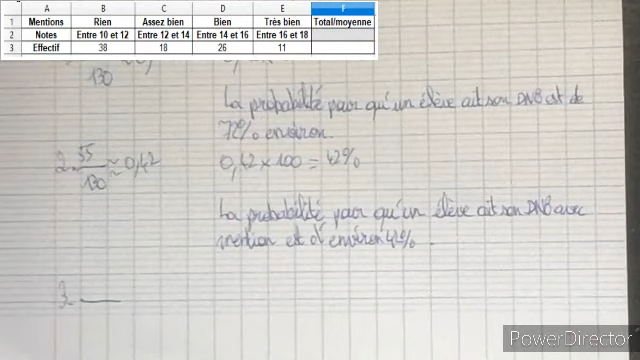 A B C D E F
1 Mentions Rien Assez bien Bien Très bien Total/moyenne
2 Notes Entre 10 et 12 Entre 12 et 14 Entre 14 et 16 Entre 16 et 18
3 Effectif 38 18 26 11
130
La probabilité pour qu'un élève ait son DNB est de
72% environ.
2. 55/130 ≈ 0,42 0,42 x 100 = 42%
La probabilité pour qu'un élève ait son DNB avec
mention est d'environ 42%.
3.
PowerDirector